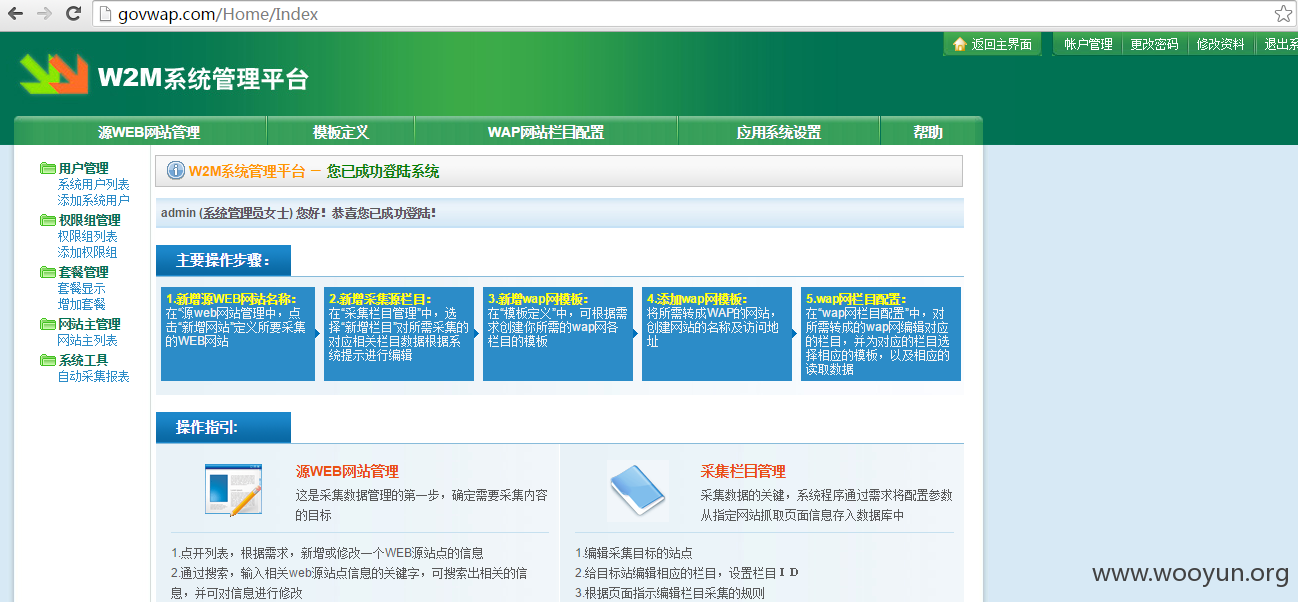 govwap.com/Home/Index
返回主界面
帐户管理 更改密码 修改资料 退出系
W2M系统管理平台
源WEB网站管理 模板定义 WAP网站栏目配置 应用系统设置 帮助
用户管理
系统用户列表
添加系统用户
权限组管理
权限组列表
添加权限组
套餐管理
套餐显示
增加套餐
网站主管理
网站主列表
系统工具
自动采集报表
W2M系统管理平台 － 您已成功登陆系统
admin (系统管理员女士) 您好！恭喜您已成功登陆！
主要操作步骤：
1.新增源WEB网站名称：
在“源web网站管理中，点
击“新增网站”定义所要采集
的WEB网站
2.新增采集源栏目：
在“采集栏目管理”中，选
择“新增栏目”对所需采集的
对应相关栏目数据根据系
统提示进行编辑
3.新增wap网模板：
在“模板定义”中，可根据需
求创建你所需的wap网各
栏目的模板
4.添加wap网模板：
将所需转成WAP的网站，
创建网站的名称及访问地
址
5.wap网栏目配置：
在“wap网栏目配置”中，对
所需转成的wap网编辑对应
的栏目，并为对应的栏目选
择相应的模板，以及相应的
读取数据
操作指引:
源WEB网站管理
这是采集数据管理的第一步，确定需要采集内容
的目标
1.点开列表，根据需求，新增或修改一个WEB源站点的信息
2.通过搜索，输入相关web源站点信息的关键字，可搜索出相关的信
息，并可对信息进行修改
采集栏目管理
采集数据的关键，系统程序通过需求将配置参数
从指定网站抓取页面信息存入数据库中
1.编辑采集目标的站点
2.给目标站编辑相应的栏目，设置栏目ＩＤ
3.根据页面指示编辑栏目采集的规则
www.wooyun.org